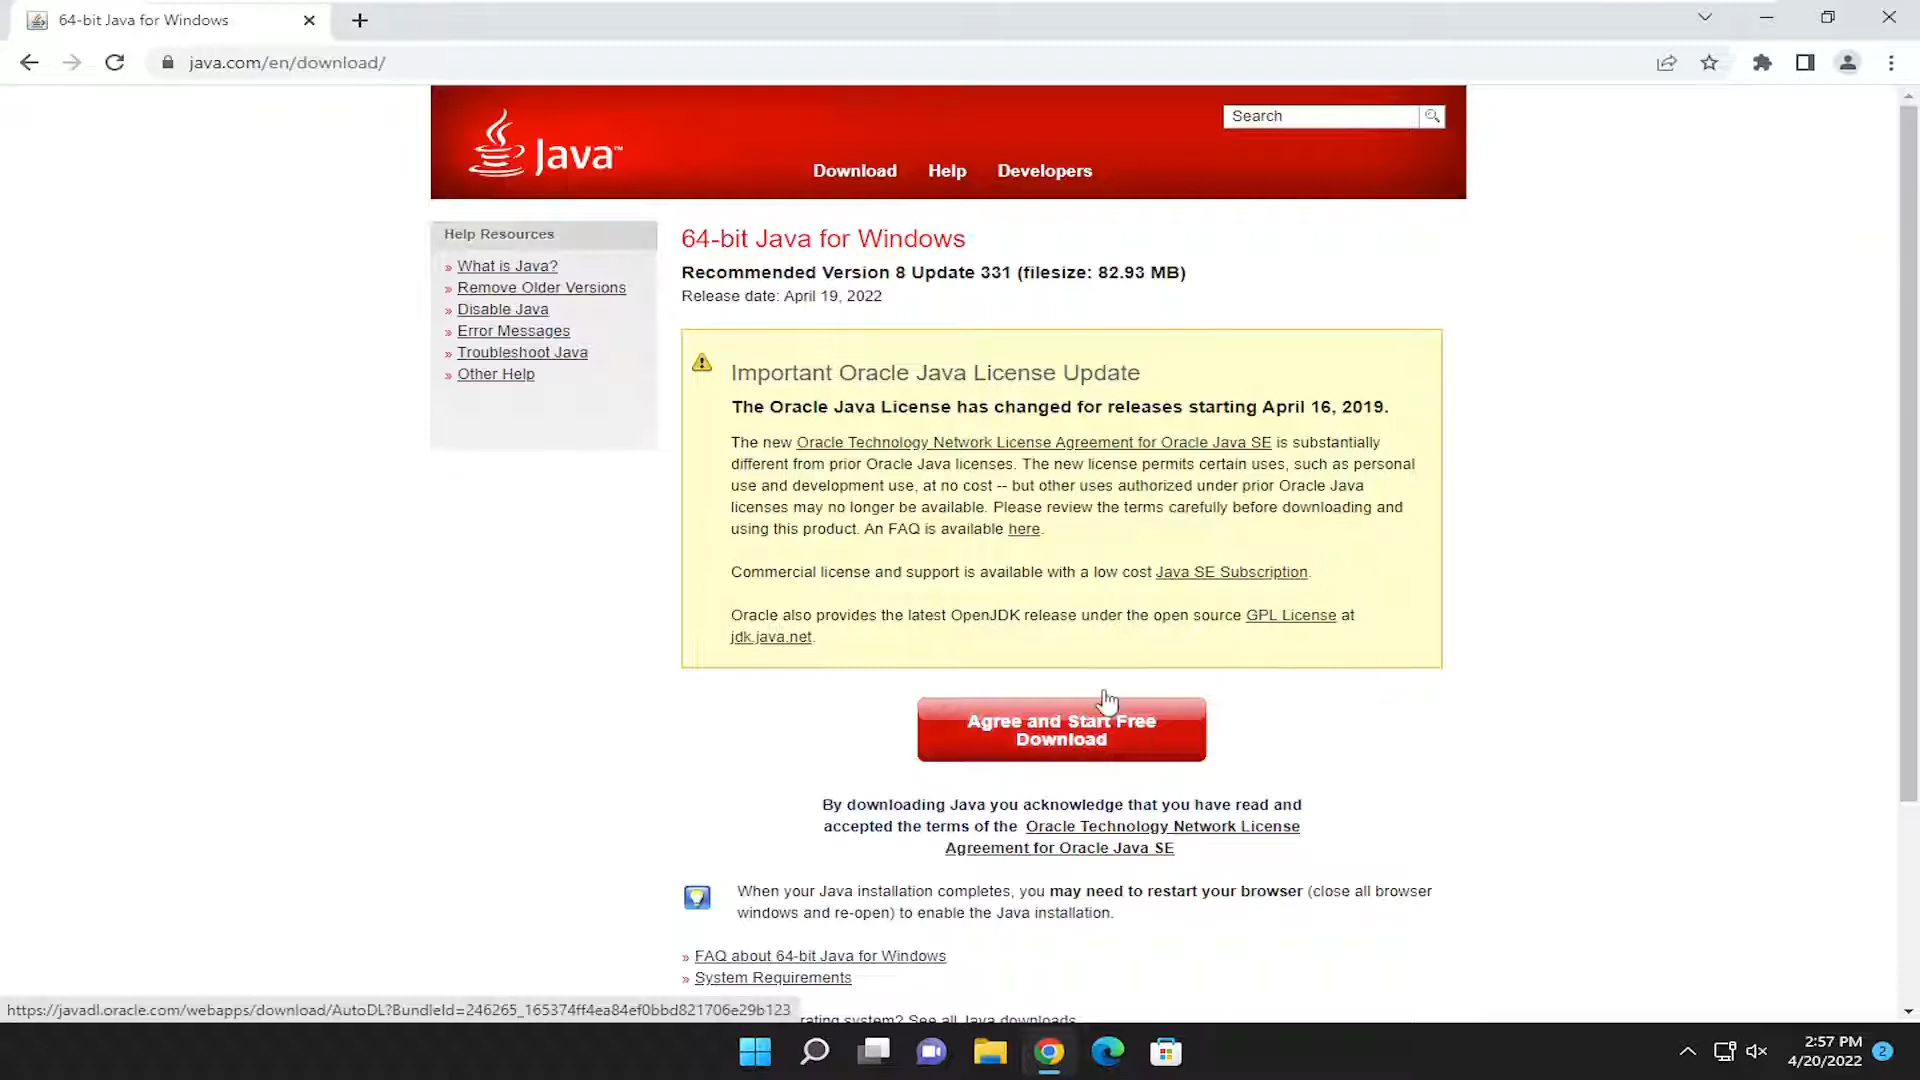 64-bit Java for Windows
java.com/en/download/
Java™
Search
Download Help Developers
Help Resources
» What is Java?
» Remove Older Versions
» Disable Java
» Error Messages
» Troubleshoot Java
» Other Help
64-bit Java for Windows
Recommended Version 8 Update 331 (filesize: 82.93 MB)
Release date: April 19, 2022
Important Oracle Java License Update
The Oracle Java License has changed for releases starting April 16, 2019.
The new Oracle Technology Network License Agreement for Oracle Java SE is substantially
different from prior Oracle Java licenses. The new license permits certain uses, such as personal
use and development use, at no cost -- but other uses authorized under prior Oracle Java
licenses may no longer be available. Please review the terms carefully before downloading and
using this product. An FAQ is available here.
Commercial license and support is available with a low cost Java SE Subscription.
Oracle also provides the latest OpenJDK release under the open source GPL License at
jdk.java.net.
Agree and Start Free
Download
By downloading Java you acknowledge that you have read and
accepted the terms of the Oracle Technology Network License
Agreement for Oracle Java SE
When your Java installation completes, you may need to restart your browser (close all browser
windows and re-open) to enable the Java installation.
» FAQ about 64-bit Java for Windows
» System Requirements
https://javadl.oracle.com/webapps/download/AutoDL?BundleId=246265_165374ff4ea84ef0bbd821706e29b123
rating system? See all Java downloads
2:57 PM
4/20/2022
2